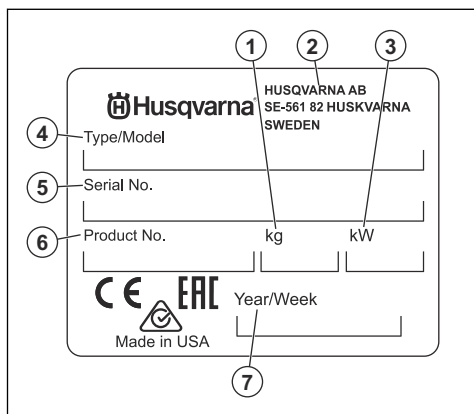 1 2 3
Husqvarna®
HUSQVARNA AB
SE-561 82 HUSKVARNA
SWEDEN
4 Type/Model
5 Serial No.
6 Product No. kg kW
CE EAC Year/Week
Made in USA
7